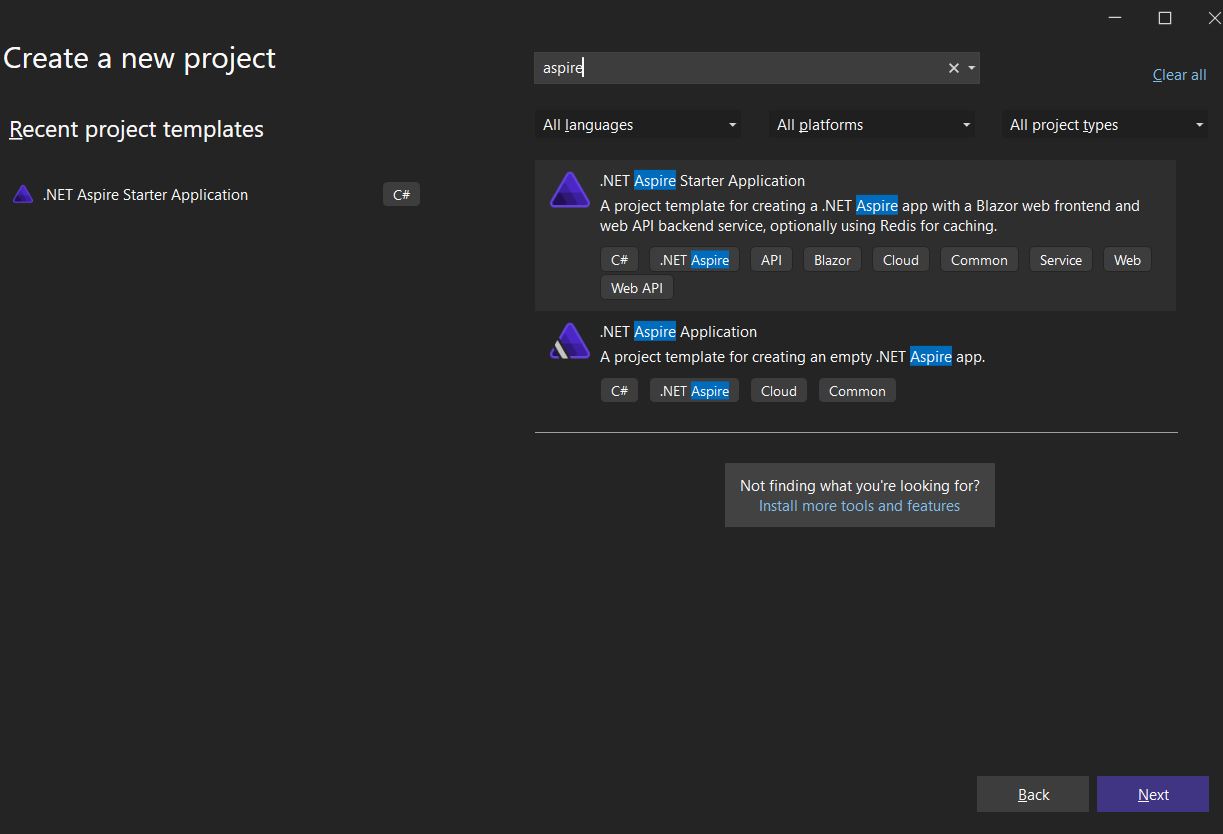 Create a new project
aspire
Clear all
Recent project templates
All languages
All platforms
All project types
.NET Aspire Starter Application
C#
.NET Aspire Starter Application
A project template for creating a .NET Aspire app with a Blazor web frontend and
web API backend service, optionally using Redis for caching.
C# .NET Aspire API Blazor Cloud Common Service Web
Web API
.NET Aspire Application
A project template for creating an empty .NET Aspire app.
C# .NET Aspire Cloud Common
Not finding what you're looking for?
Install more tools and features
Back
Next